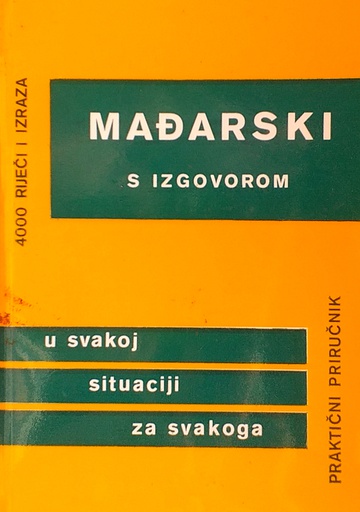 4000 RIJEČI I IZRAZA
MAĐARSKI
S IZGOVOROM
u svakoj
situaciji
za svakoga
PRAKTIČNI PRIRUČNIK